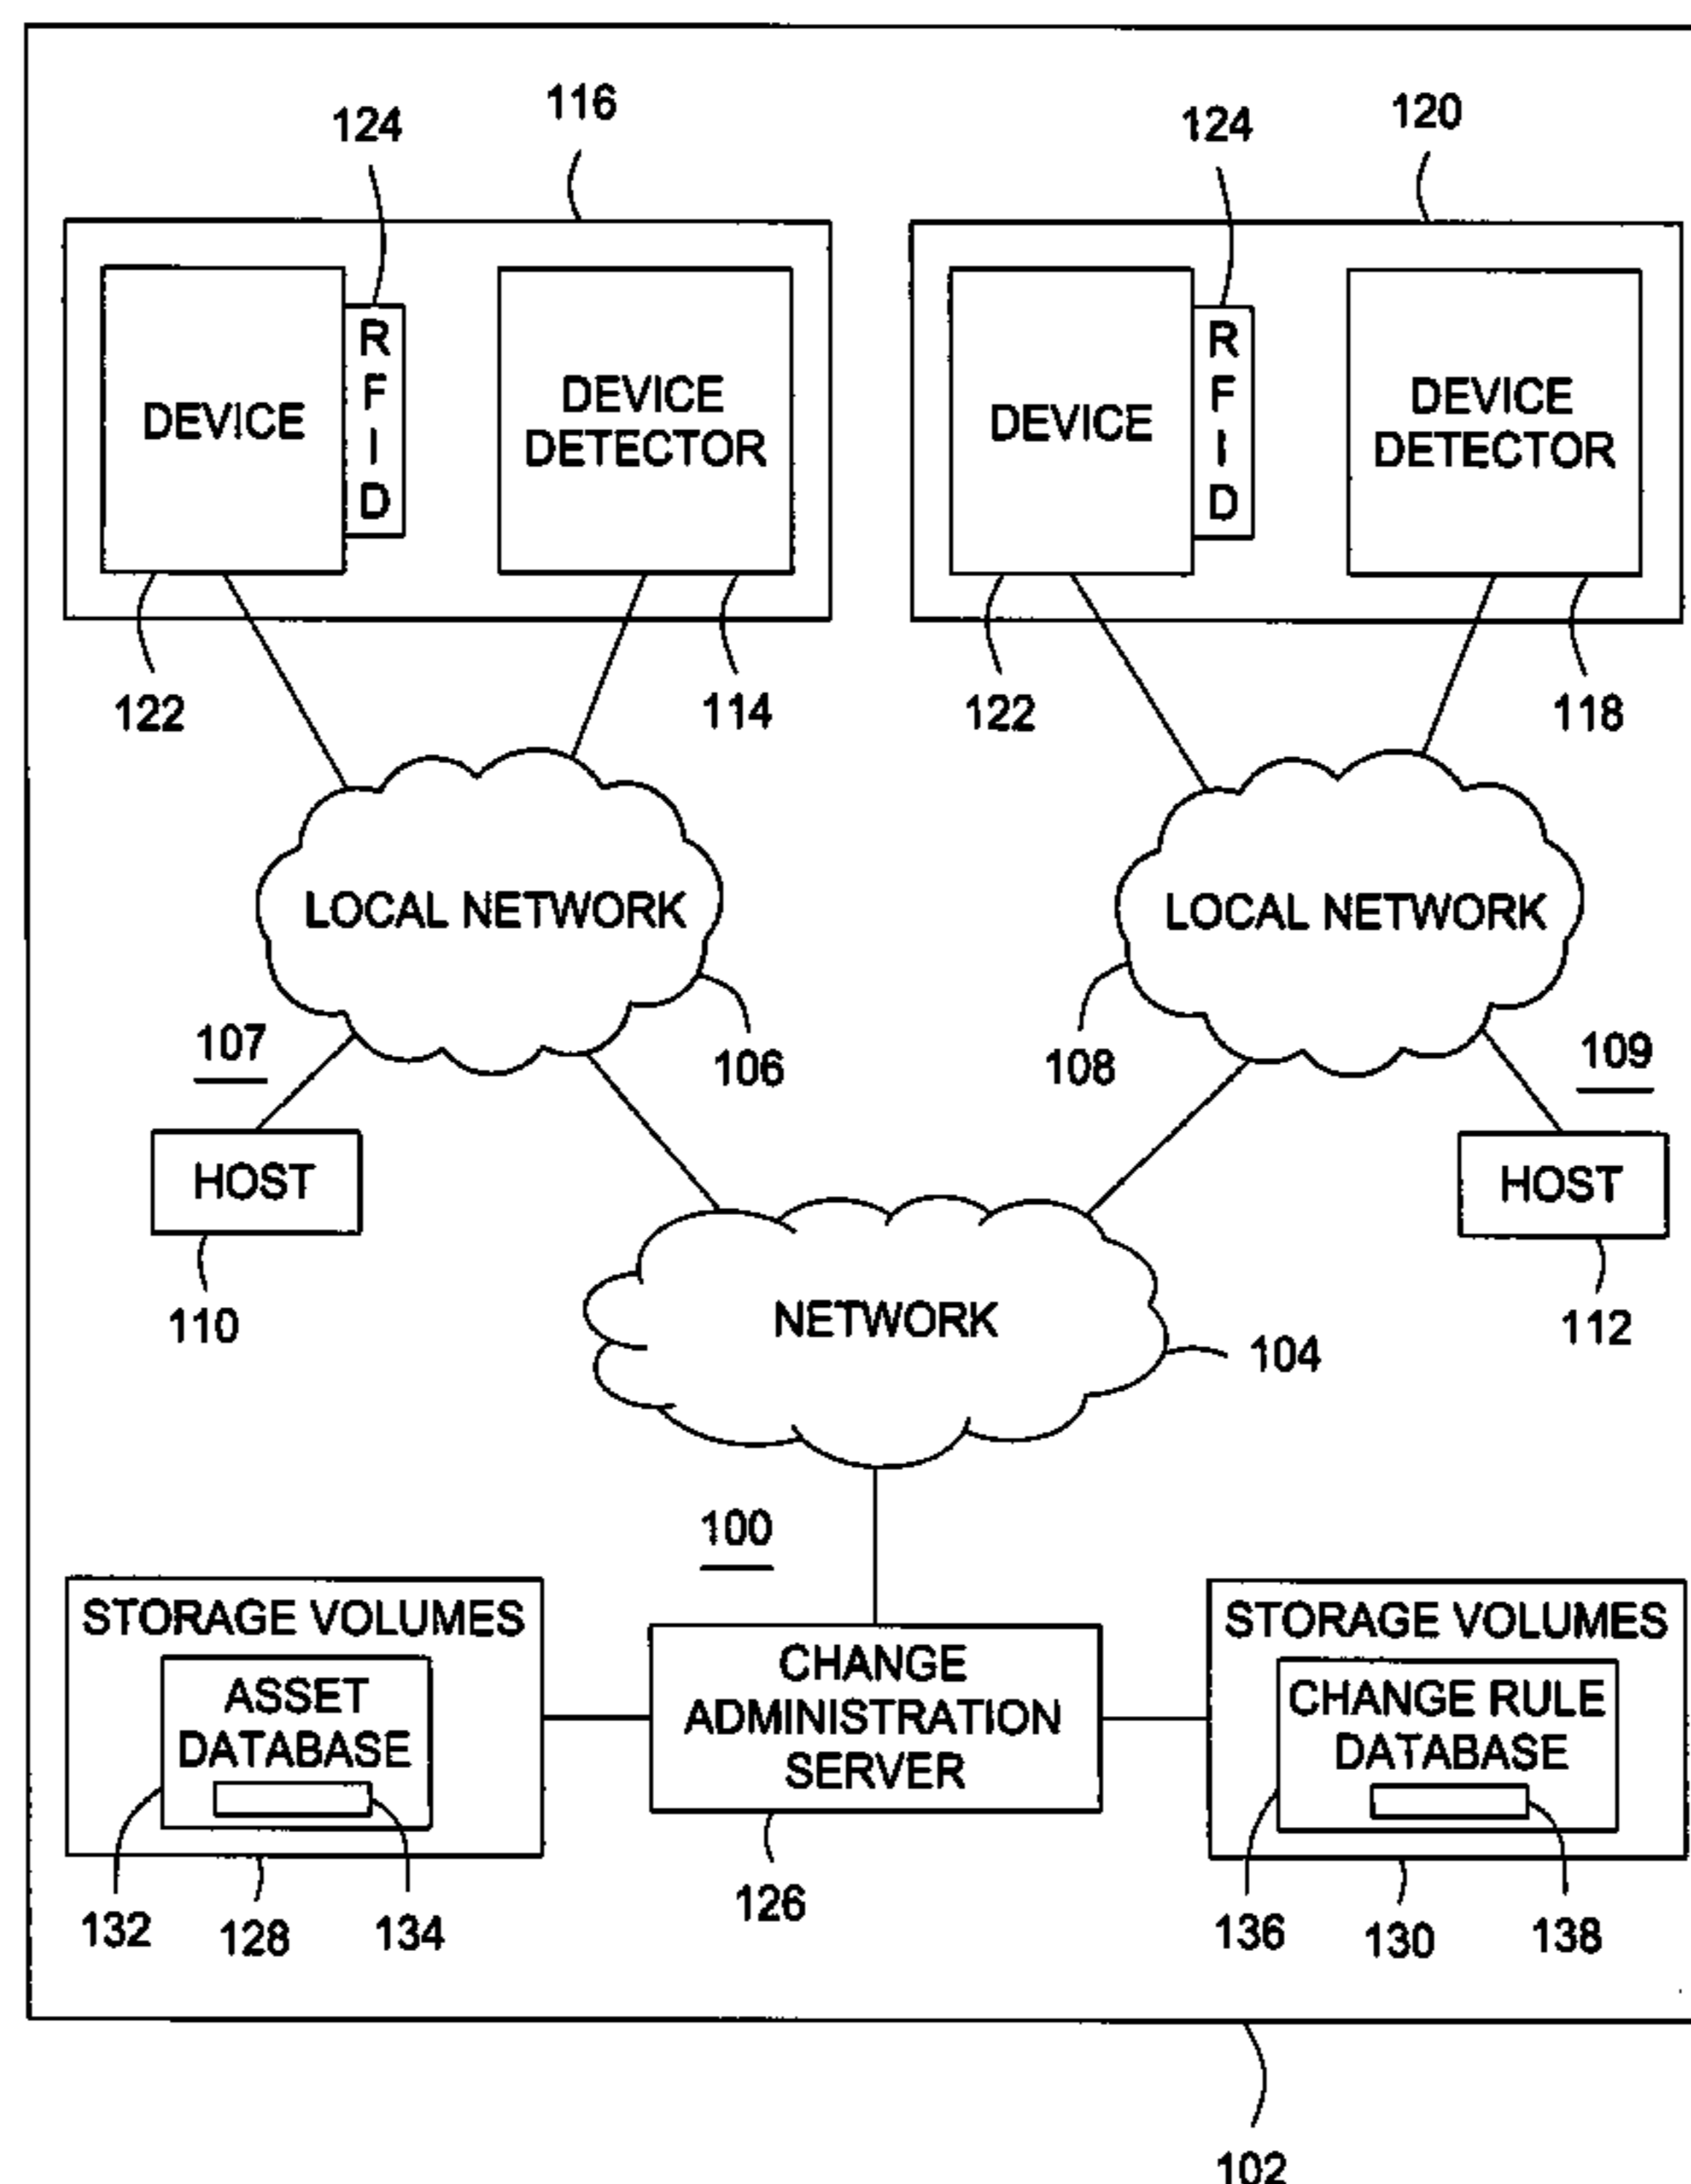 116
120
124
124
DEVICE
R
F
I
D
DEVICE
DETECTOR
DEVICE
R
F
I
D
DEVICE
DETECTOR
122
114
122
118
LOCAL NETWORK
LOCAL NETWORK
107
106
108
109
HOST
HOST
110
NETWORK
112
104
100
STORAGE VOLUMES
ASSET
DATABASE
CHANGE
ADMINISTRATION
SERVER
STORAGE VOLUMES
CHANGE RULE
DATABASE
132
128
134
126
136
130
138
102